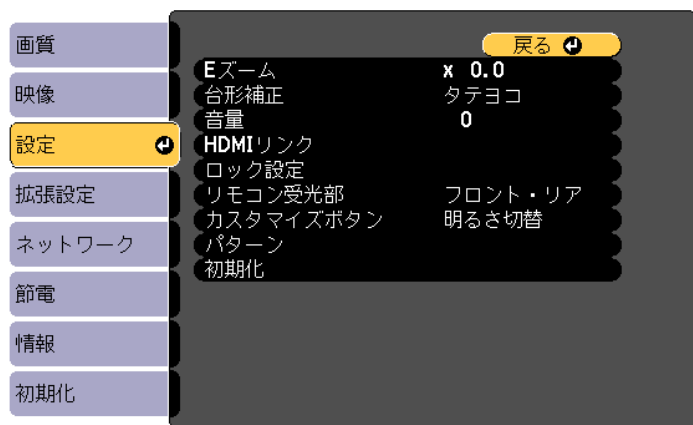 画質
映像
設定
拡張設定
ネットワーク
節電
情報
初期化
戻る
Eズーム x 0.0
台形補正 タテヨコ
音量 0
HDMIリンク
ロック設定
リモコン受光部 フロント・リア
カスタマイズボタン 明るさ切替
パターン
初期化